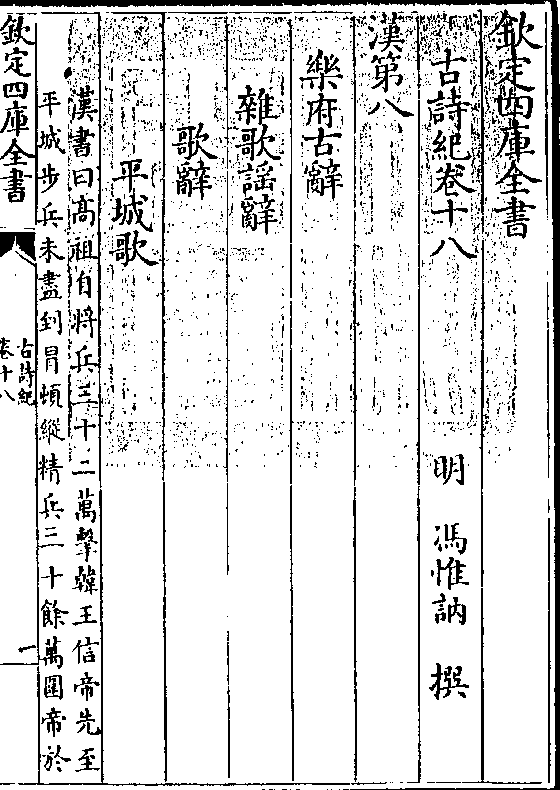 欽定四庫全書
古詩紀卷十八
明 馮惟訥 撰
漢第八
樂府古辭
雜歌謡辭
歌辭
平城歌
漢書曰高祖自將兵三十二萬擊韓王信帝先至
平城步兵未盡到冐頓縱精兵三十餘萬圍帝於
欽定四庫全書
古詩紀
卷十八
一